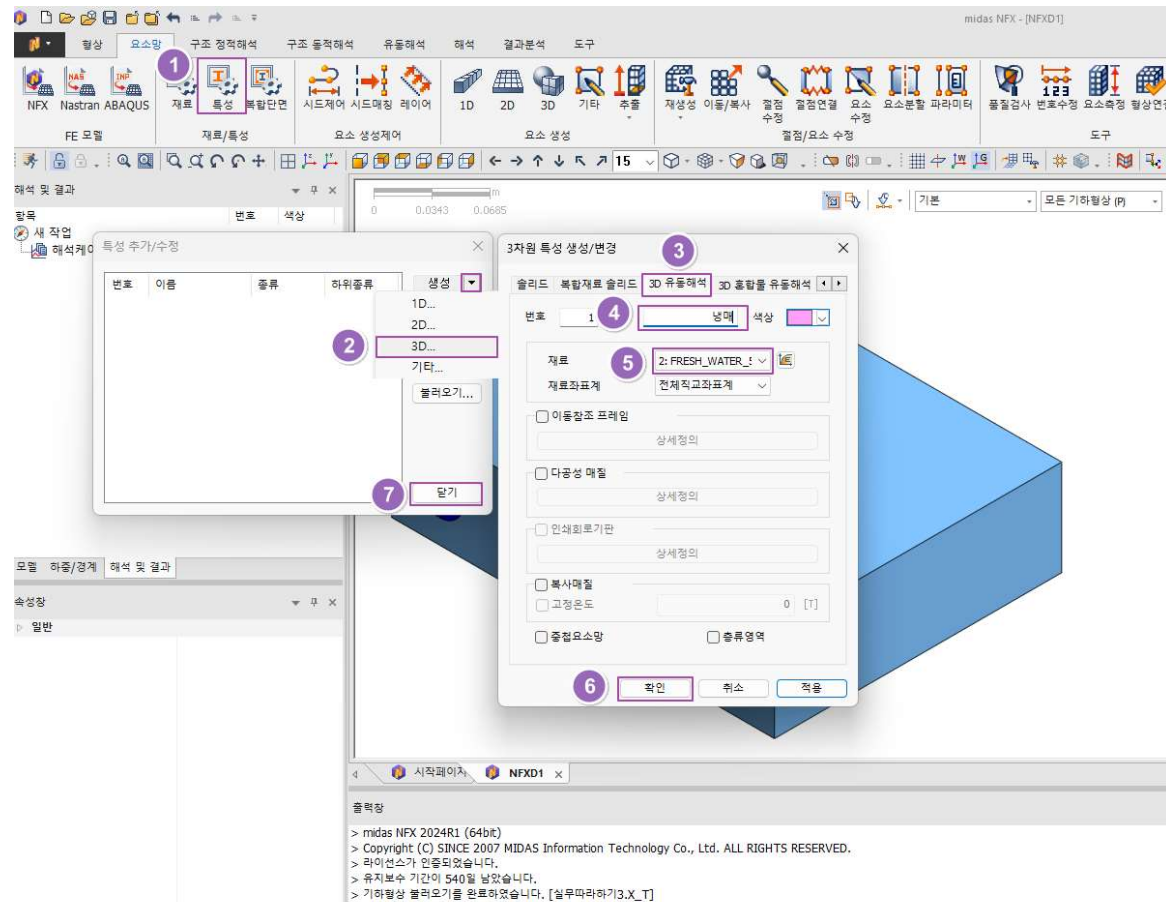 midas NFX - [NFXD1]
형상 요소망 구조 정적해석 구조 동적해석 유동해석 해석 결과분석 도구
1
NAS INP
NFX Nastran ABAQUS 재료 특성 복합단면 시드제어 시드매칭 레이어 1D 2D 3D 기타 추출 재생성 이동/복사 절점 수정 절점연결 요소 수정 요소분할 파라미터 품질검사 번호수정 요소측정 형상연
FE 모델 재료/특성 요소 생성제어 요소 생성 절점/요소 수정 도구
15
해석 및 결과
항목 번호 색상
새 작업
해석케이
0 0.0343 0.0685 m
기본 모든 기하형상 (P)
특성 추가/수정
번호 이름 종류 하위종류 생성
1D...
2 3D...
2D...
기타...
불러오기...
7 닫기
3차원 특성 생성/변경
3
솔리드 복합재료 솔리드 3D 유동해석 3D 혼합물 유동해석
번호 1 4 냉매 색상
재료 5 2: FRESH_WATER_5
재료좌표계 전체직교좌표계
이동참조 프레임
상세정의
다공성 매질
상세정의
인쇄회로기판
상세정의
복사매질
고정온도 0 [T]
중첩요소망 층류영역
6 확인 취소 적용
모델 하중/경계 해석 및 결과
속성창
일반
시작페이지 NFXD1
출력창
> midas NFX 2024R1 (64bit)
> Copyright (C) SINCE 2007 MIDAS Information Technology Co., Ltd. ALL RIGHTS RESERVED.
> 라이선스가 인증되었습니다.
> 유지보수 기간이 540일 남았습니다.
> 기하형상 불러오기를 완료하였습니다. [실무따라하기3.X_T]